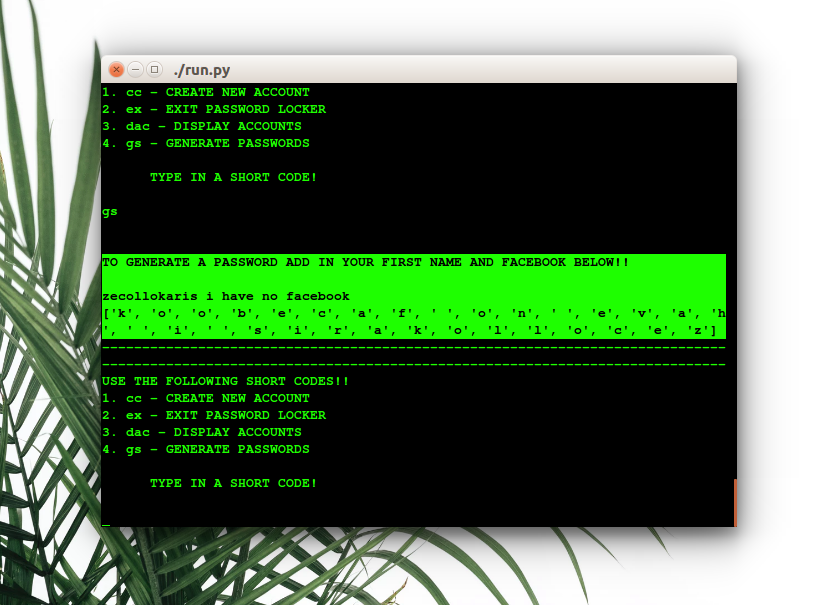 ./run.py
1. cc - CREATE NEW ACCOUNT
2. ex - EXIT PASSWORD LOCKER
3. dac - DISPLAY ACCOUNTS
4. gs - GENERATE PASSWORDS
TYPE IN A SHORT CODE!
gs
TO GENERATE A PASSWORD ADD IN YOUR FIRST NAME AND FACEBOOK BELOW!!
zecollokaris i have no facebook
['k', 'o', 'o', 'b', 'e', 'c', 'a', 'f', ' ', 'o', 'n', ' ', 'e', 'v', 'a', 'h
', ' ', 'i', ' ', 's', 'i', 'r', 'a', 'k', 'o', 'l', 'l', 'o', 'c', 'e', 'z']
------------------------------------------------------------------------------
------------------------------------------------------------------------------
USE THE FOLLOWING SHORT CODES!!
1. cc - CREATE NEW ACCOUNT
2. ex - EXIT PASSWORD LOCKER
3. dac - DISPLAY ACCOUNTS
4. gs - GENERATE PASSWORDS
TYPE IN A SHORT CODE!